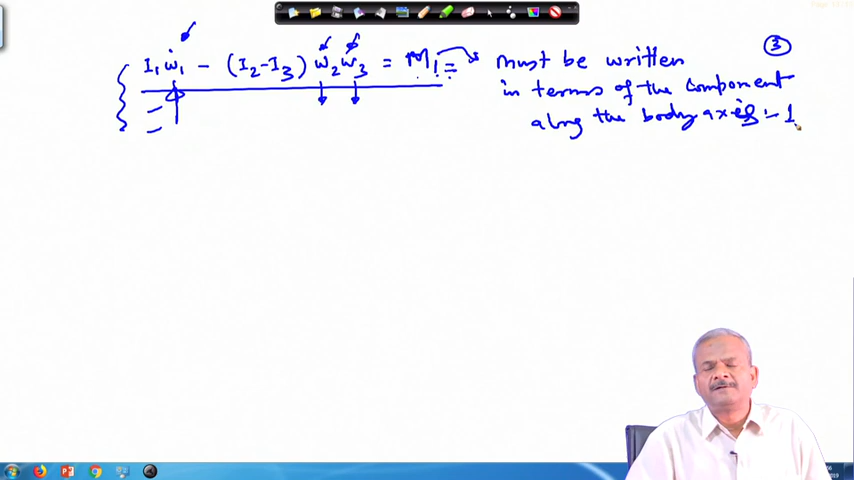 ③
I₁ω̇₁ - (I₂-I₃) ω₂ω₃ = M₁ = must be written
in terms of the component
along the body axis :- 1